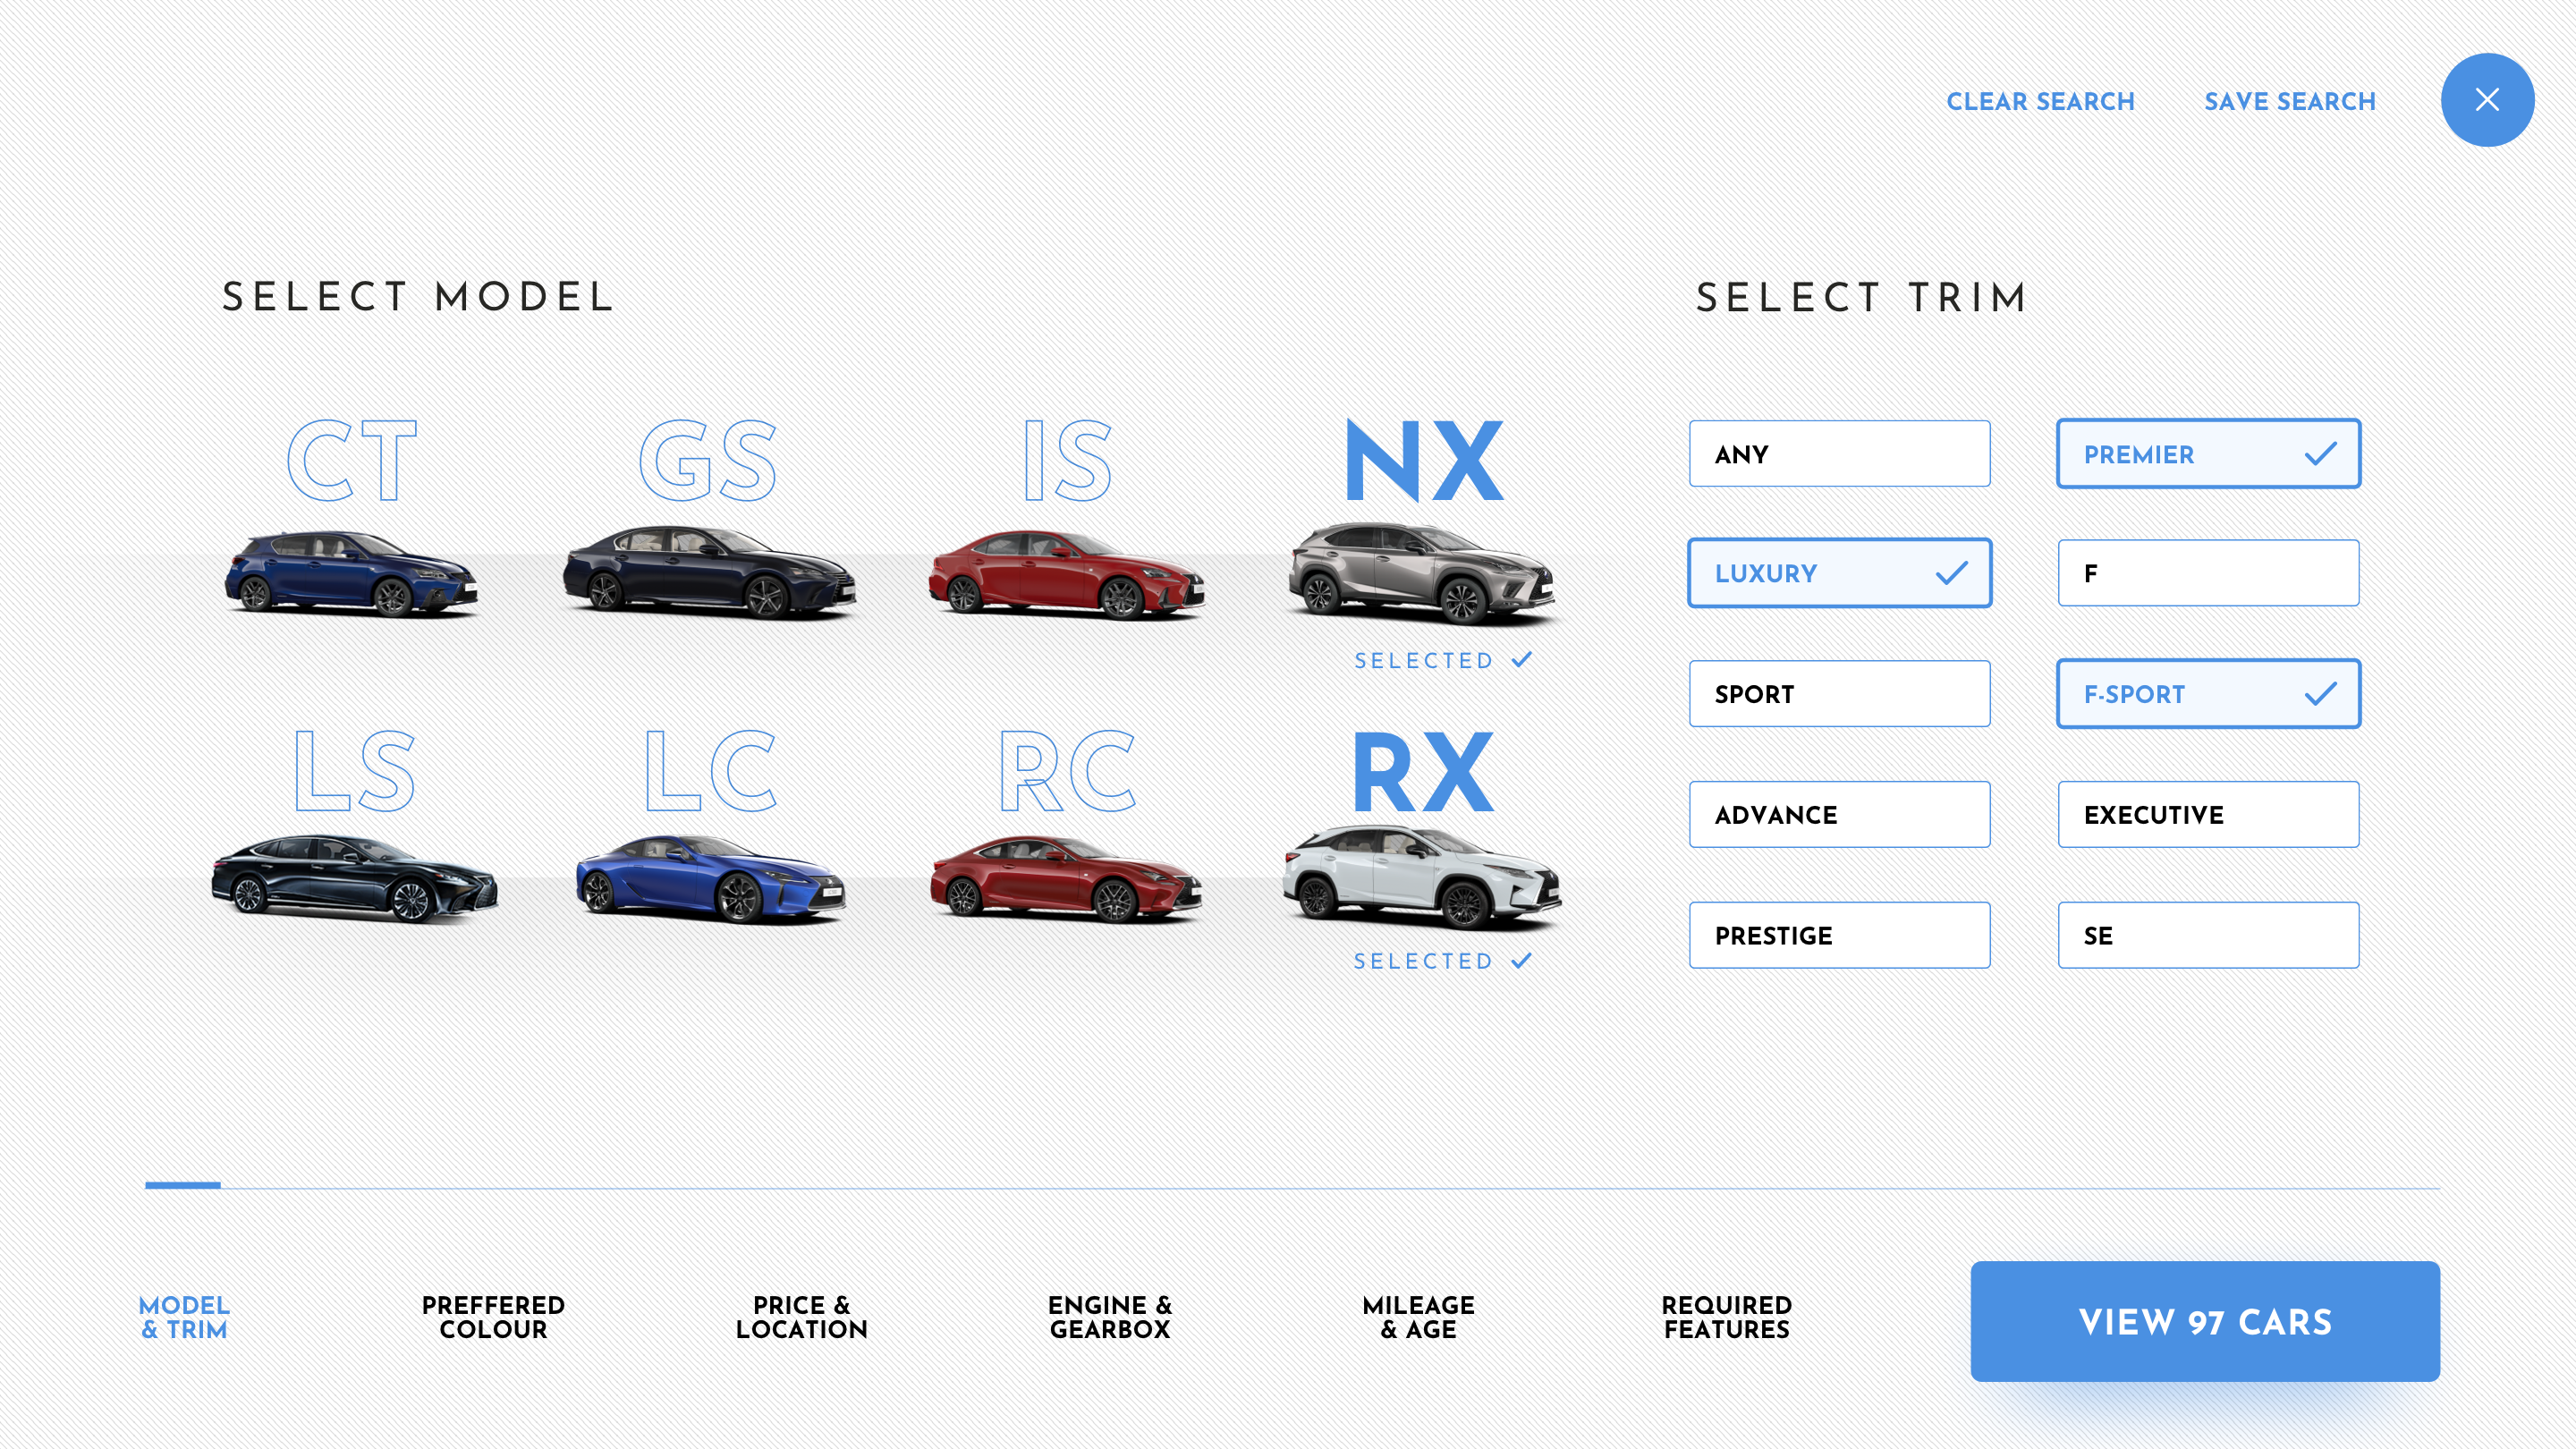 CLEAR SEARCH
SAVE SEARCH
SELECT MODEL
SELECT TRIM
CT
GS
IS
NX
SELECTED
LS
LC
RC
RX
SELECTED
ANY
PREMIER
LUXURY
F
SPORT
F-SPORT
ADVANCE
EXECUTIVE
PRESTIGE
SE
MODEL
& TRIM
PREFFERED
COLOUR
PRICE &
LOCATION
ENGINE &
GEARBOX
MILEAGE
& AGE
REQUIRED
FEATURES
VIEW 97 CARS